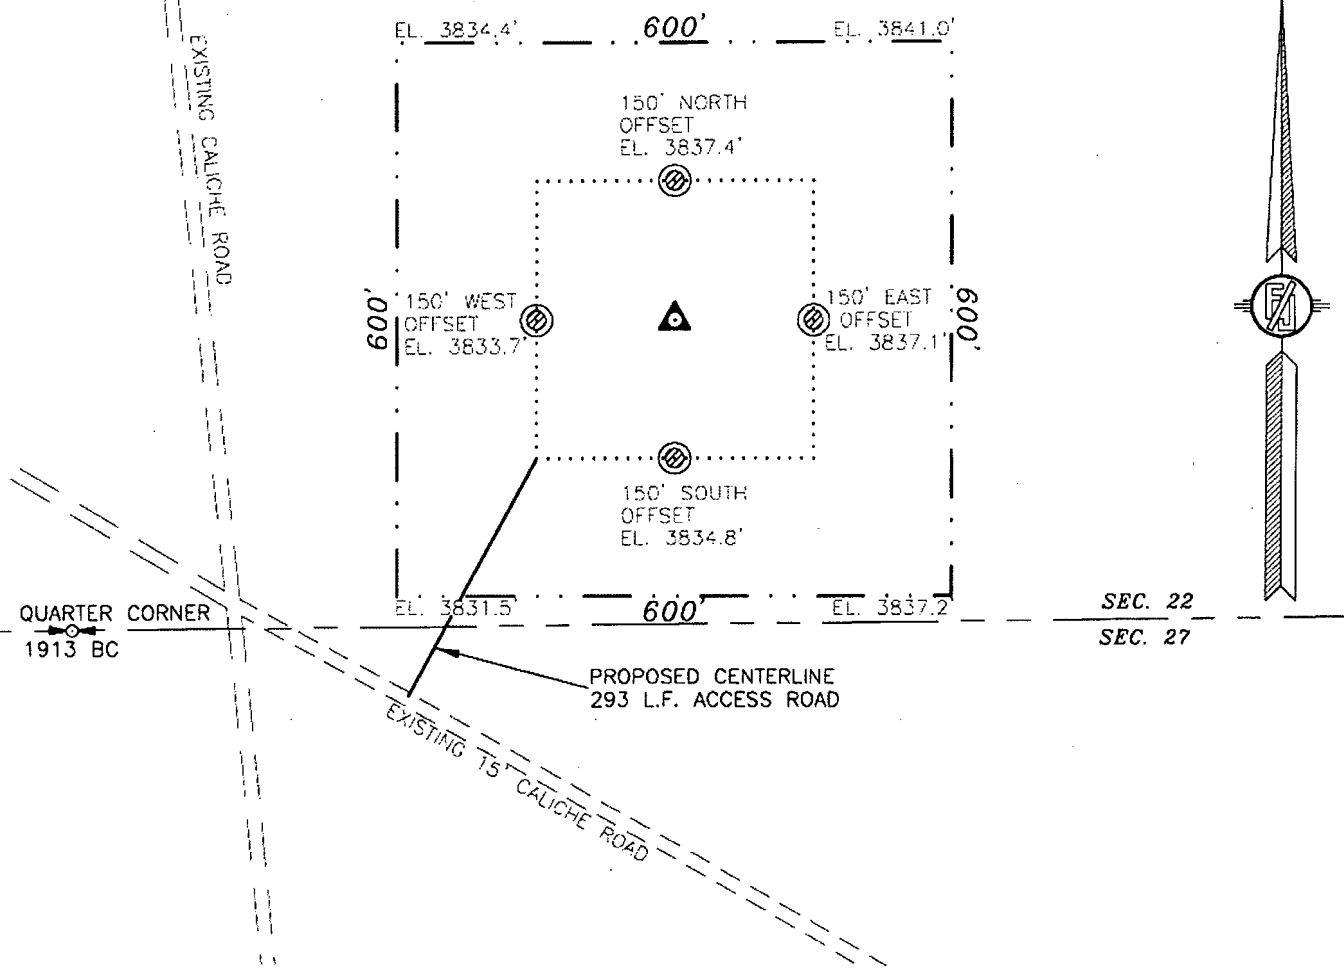 EL. 3834.4'
600'
EL. 3841.0'
EXISTING CALICHE ROAD
150' NORTH
OFFSET
EL. 3837.4'
600'
150' WEST
OFFSET
EL. 3833.7'
150' EAST
OFFSET
EL. 3837.1'
600'
150' SOUTH
OFFSET
EL. 3834.8'
EL. 3831.5'
600'
EL. 3837.2'
QUARTER CORNER
1913 BC
SEC. 22
SEC. 27
PROPOSED CENTERLINE
293 L.F. ACCESS ROAD
EXISTING 15' CALICHE ROAD